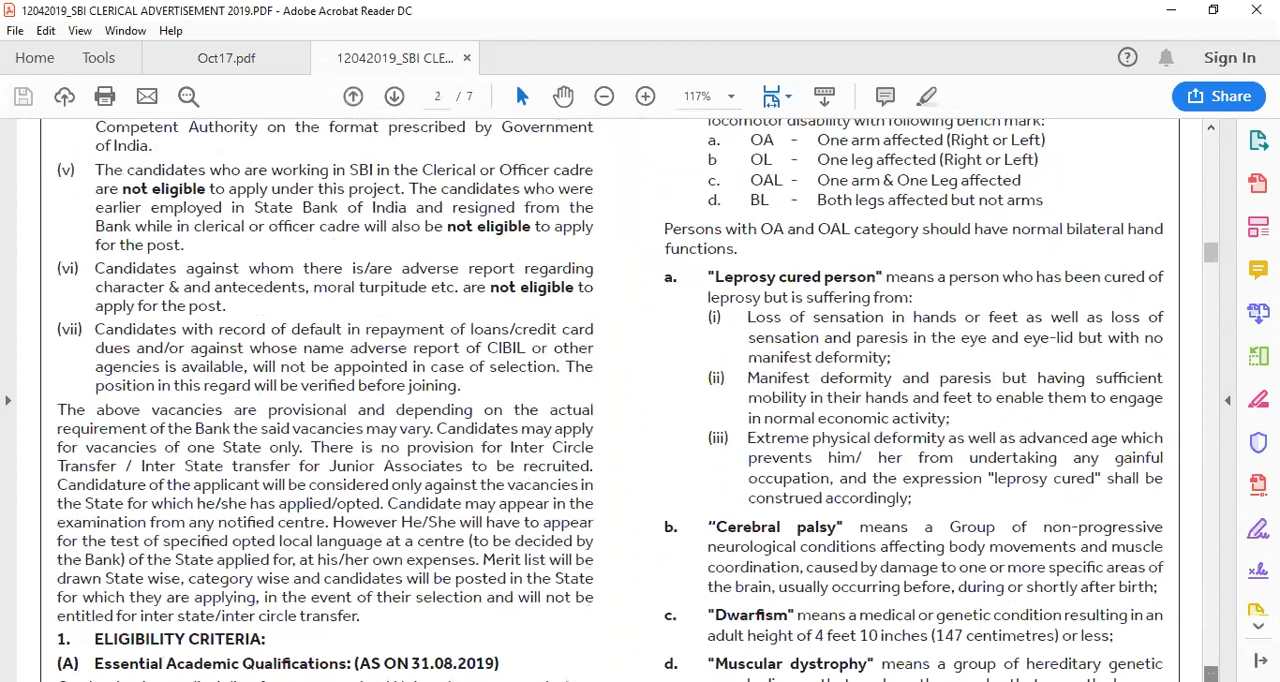 12042019_SBI CLERICAL ADVERTISEMENT 2019.PDF - Adobe Acrobat Reader DC
File Edit View Window Help
Home Tools Oct17.pdf 12042019_SBI CLE... × Sign In
2 / 7 117% Share
Competent Authority on the format prescribed by Government
of India.
(v) The candidates who are working in SBI in the Clerical or Officer cadre
are not eligible to apply under this project. The candidates who were
earlier employed in State Bank of India and resigned from the
Bank while in clerical or officer cadre will also be not eligible to apply
for the post.
(vi) Candidates against whom there is/are adverse report regarding
character & and antecedents, moral turpitude etc. are not eligible to
apply for the post.
(vii) Candidates with record of default in repayment of loans/credit card
dues and/or against whose name adverse report of CIBIL or other
agencies is available, will not be appointed in case of selection. The
position in this regard will be verified before joining.
The above vacancies are provisional and depending on the actual
requirement of the Bank the said vacancies may vary. Candidates may apply
for vacancies of one State only. There is no provision for Inter Circle
Transfer / Inter State transfer for Junior Associates to be recruited.
Candidature of the applicant will be considered only against the vacancies in
the State for which he/she has applied/opted. Candidate may appear in the
examination from any notified centre. However He/She will have to appear
for the test of specified opted local language at a centre (to be decided by
the Bank) of the State applied for, at his/her own expenses. Merit list will be
drawn State wise, category wise and candidates will be posted in the State
for which they are applying, in the event of their selection and will not be
entitled for inter state/inter circle transfer.
1. ELIGIBILITY CRITERIA:
(A) Essential Academic Qualifications: (AS ON 31.08.2019)
locomotor disability with following bench mark:
a. OA - One arm affected (Right or Left)
b OL - One leg affected (Right or Left)
c. OAL - One arm & One Leg affected
d. BL - Both legs affected but not arms
Persons with OA and OAL category should have normal bilateral hand
functions.
a. "Leprosy cured person" means a person who has been cured of
leprosy but is suffering from:
(i) Loss of sensation in hands or feet as well as loss of
sensation and paresis in the eye and eye-lid but with no
manifest deformity;
(ii) Manifest deformity and paresis but having sufficient
mobility in their hands and feet to enable them to engage
in normal economic activity;
(iii) Extreme physical deformity as well as advanced age which
prevents him/ her from undertaking any gainful
occupation, and the expression "leprosy cured" shall be
construed accordingly;
b. “Cerebral palsy" means a Group of non-progressive
neurological conditions affecting body movements and muscle
coordination, caused by damage to one or more specific areas of
the brain, usually occurring before, during or shortly after birth;
c. "Dwarfism" means a medical or genetic condition resulting in an
adult height of 4 feet 10 inches (147 centimetres) or less;
d. "Muscular dystrophy" means a group of hereditary genetic